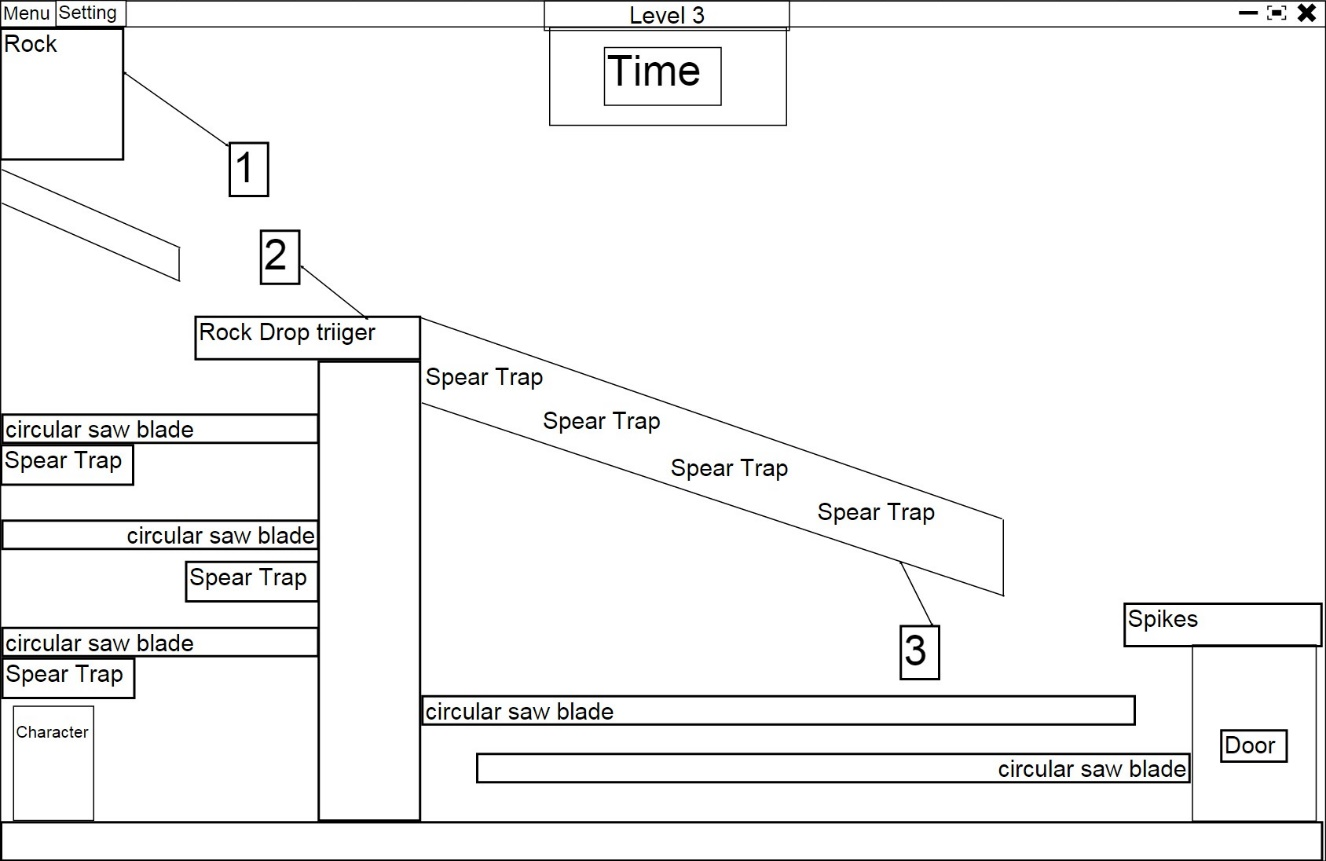 Menu
Setting
Level 3
Rock
Time
1
2
Rock Drop triiger
Spear Trap
Spear Trap
Spear Trap
Spear Trap
circular saw blade
Spear Trap
circular saw blade
Spear Trap
circular saw blade
Spear Trap
Character
3
Spikes
circular saw blade
circular saw blade
Door